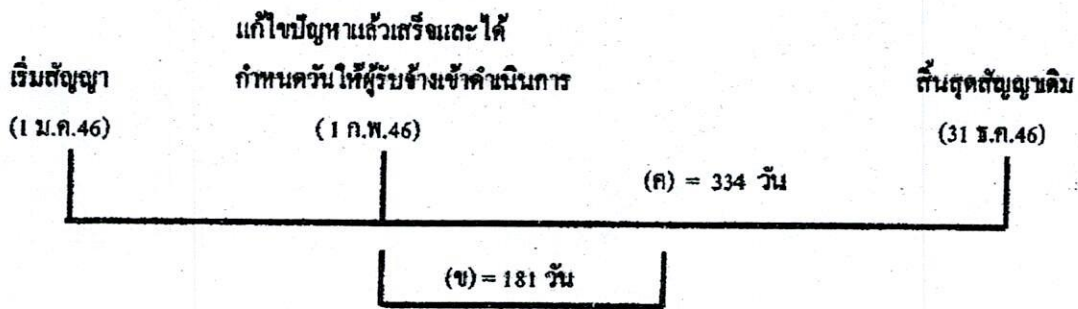 แก้ไขปัญหาแล้วเสร็จและได้
เริ่มสัญญา กำหนดวันให้ผู้รับจ้างเข้าดำเนินการ สิ้นสุดสัญญาเดิม
(1 ม.ค.46) (1 ก.พ.46) (31 ธ.ค.46)
(ค) = 334 วัน
(ข) = 181 วัน